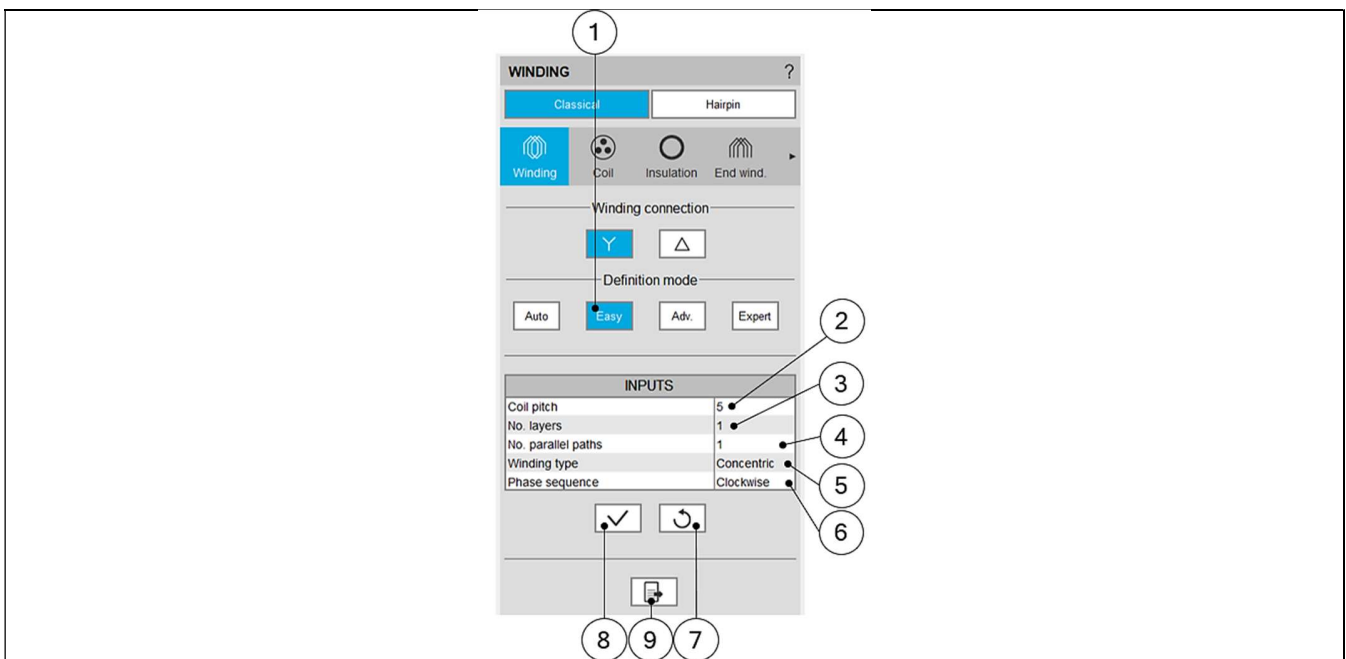 1
WINDING ?
Classical Hairpin
Winding Coil Insulation End wind.
Winding connection
Definition mode
Auto Easy Adv. Expert
2
INPUTS
3
Coil pitch 5
No. layers 1
No. parallel paths 1
4
Winding type Concentric
Phase sequence Clockwise
5
6
8 9 7